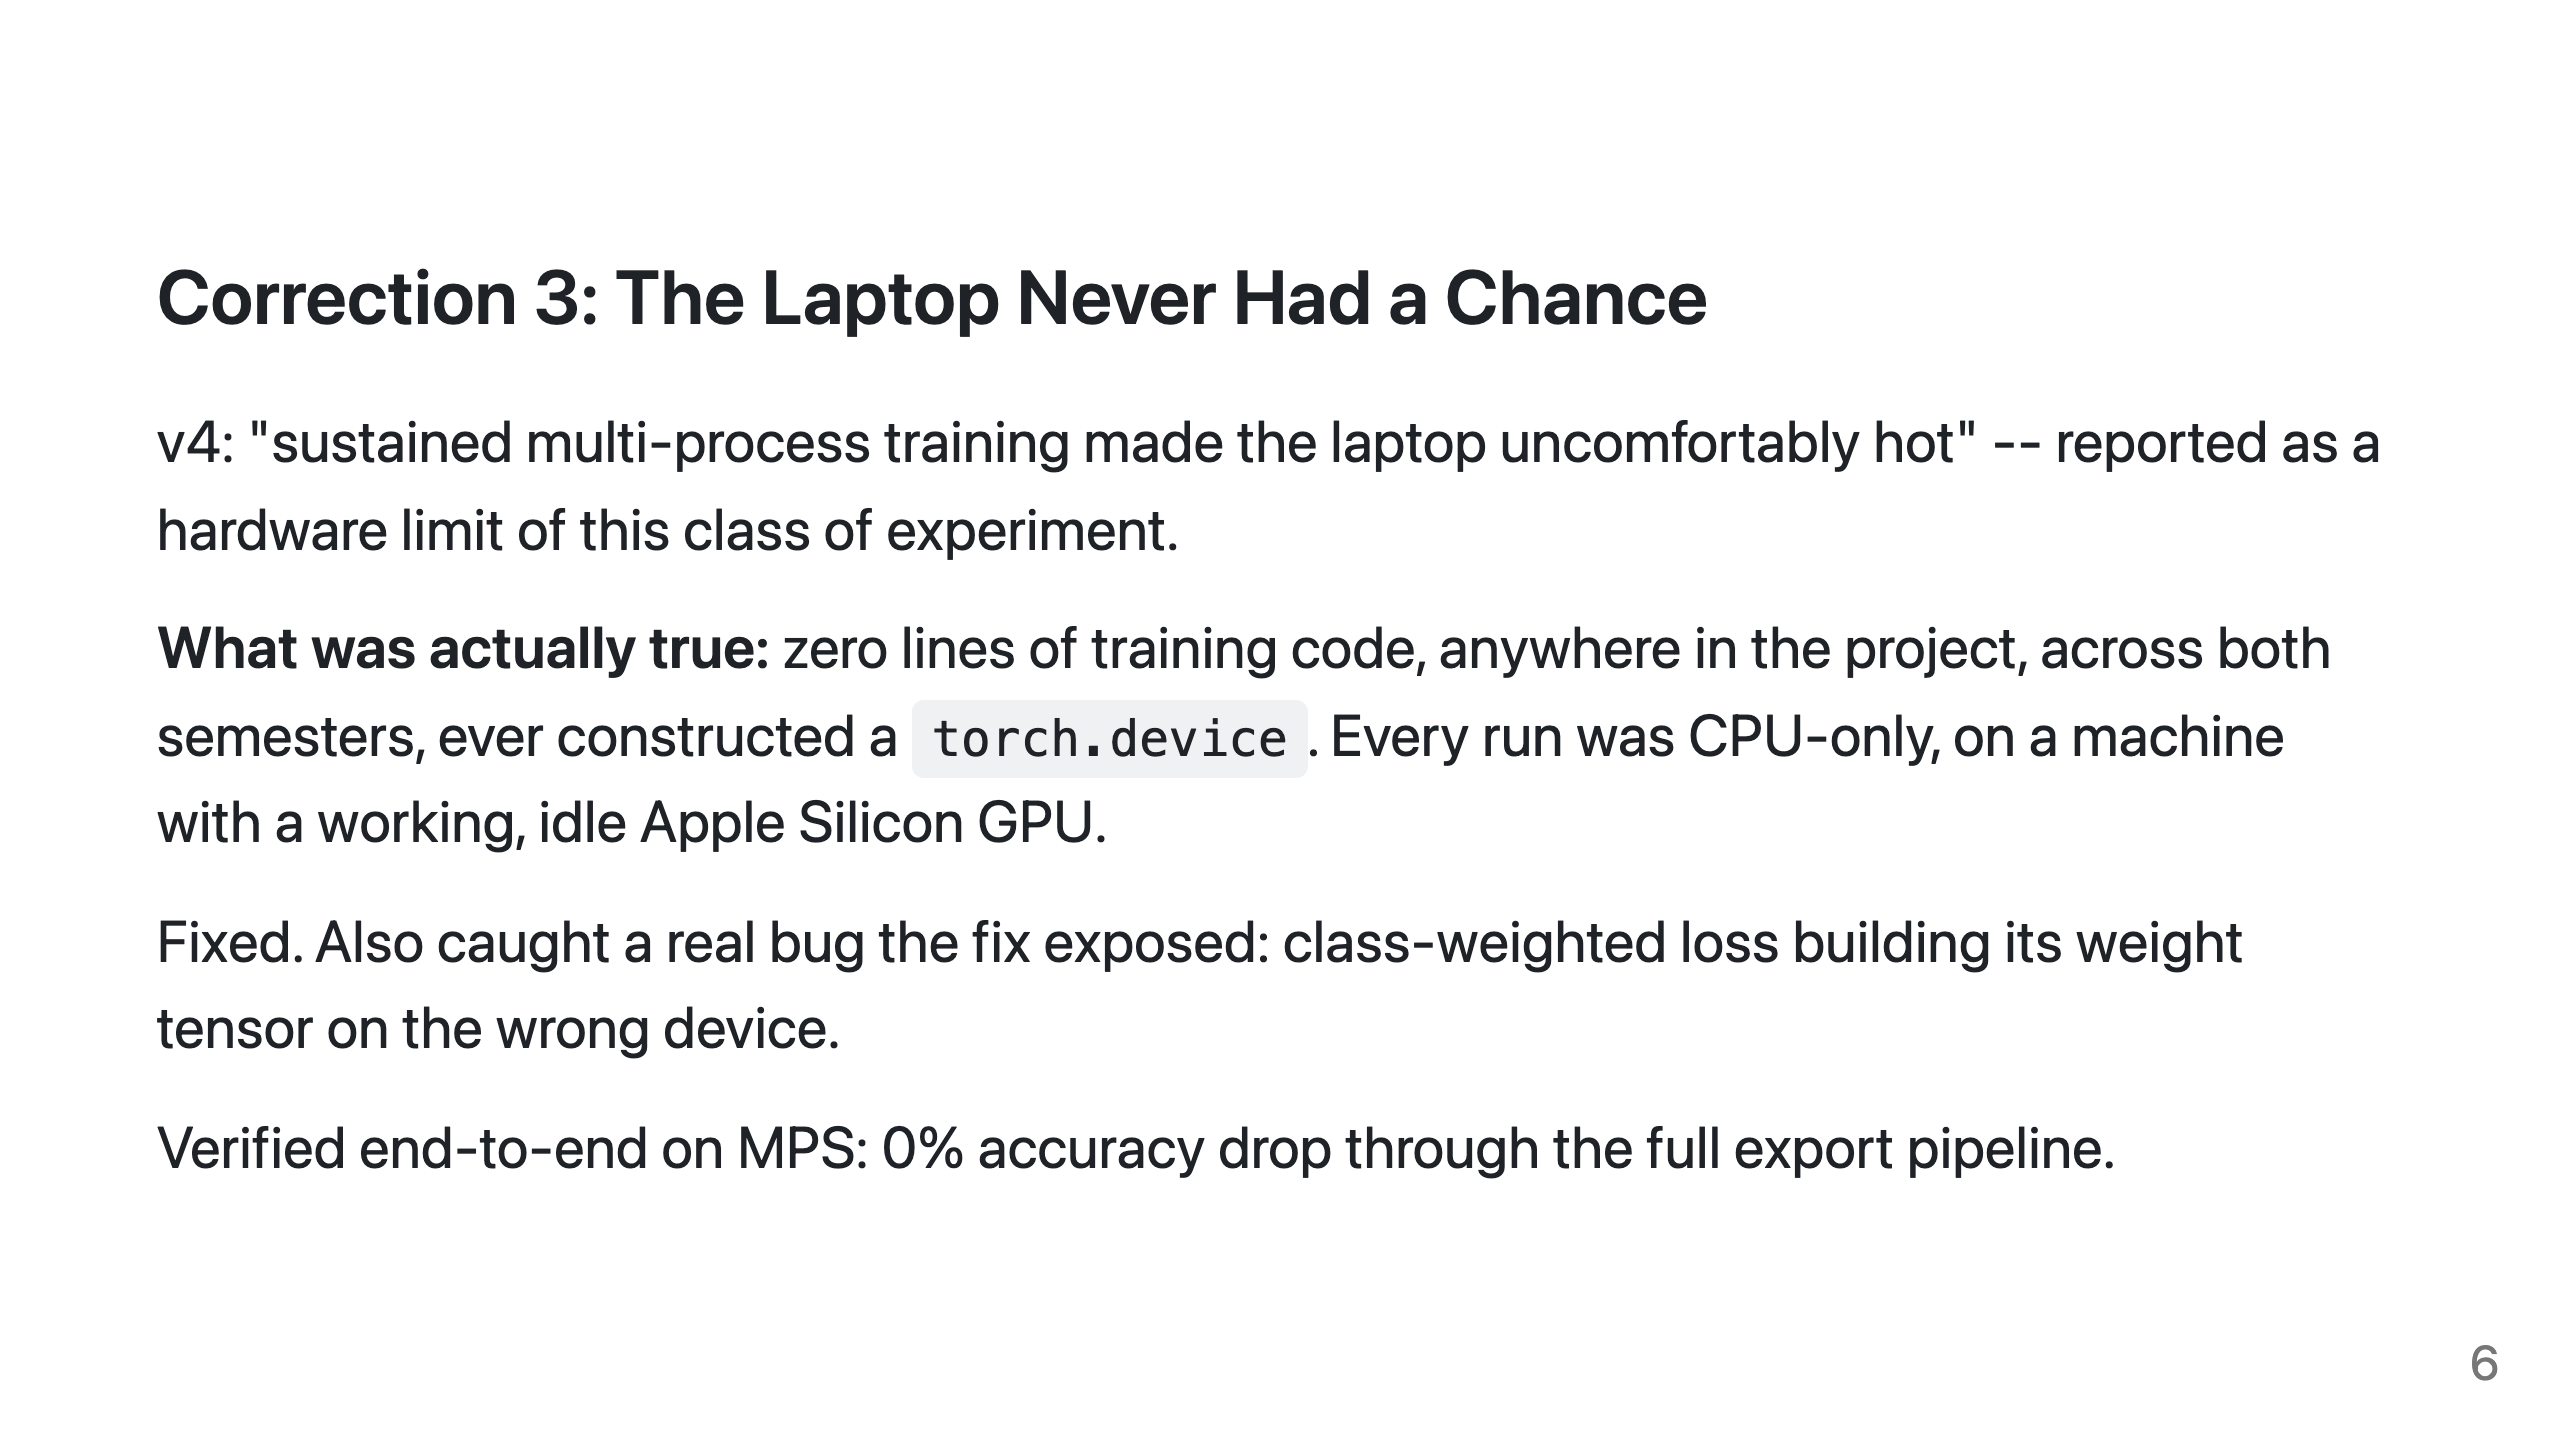 Correction 3: The Laptop Never Had a Chance
v4: "sustained multi-process training made the laptop uncomfortably hot" -- reported as a
hardware limit of this class of experiment.
What was actually true: zero lines of training code, anywhere in the project, across both
semesters, ever constructed a torch.device. Every run was CPU-only, on a machine
with a working, idle Apple Silicon GPU.
Fixed. Also caught a real bug the fix exposed: class-weighted loss building its weight
tensor on the wrong device.
Verified end-to-end on MPS: 0% accuracy drop through the full export pipeline.
6